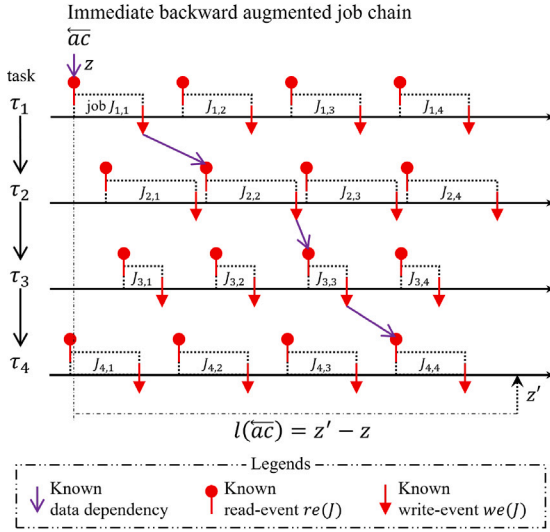 Immediate backward augmented job chain
←ac
z
task
τ1
job J1,1
J1,2
J1,3
J1,4
τ2
J2,1
J2,2
J2,3
J2,4
τ3
J3,1
J3,2
J3,3
J3,4
τ4
J4,1
J4,2
J4,3
J4,4
z′
l(←ac) = z′ − z
Legends
Known
data dependency
Known
read-event re(J)
Known
write-event we(J)